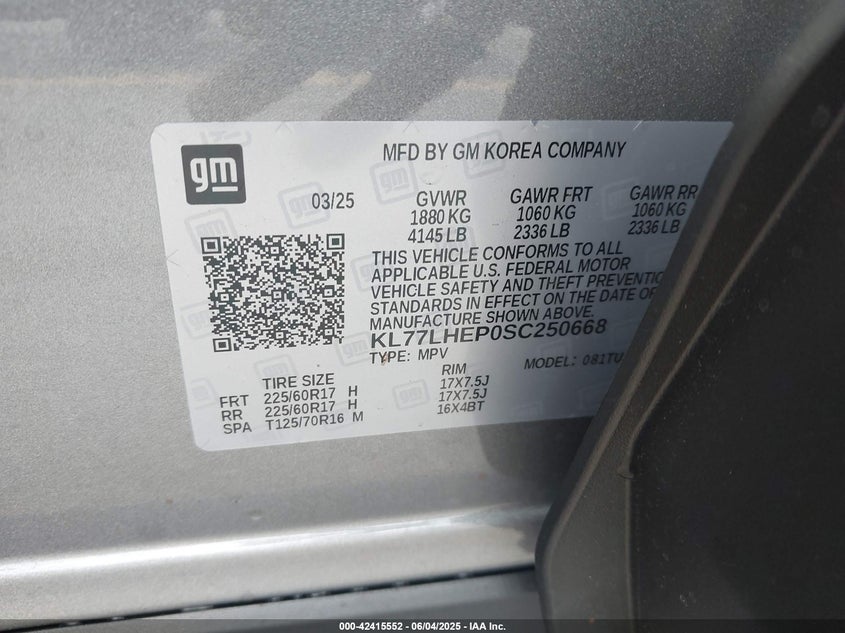 gm
MFD BY GM KOREA COMPANY
03/25
GVWR GAWR FRT GAWR RR
1880 KG 1060 KG 1060 KG
4145 LB 2336 LB 2336 LB
THIS VEHICLE CONFORMS TO ALL
APPLICABLE U.S. FEDERAL MOTOR
VEHICLE SAFETY AND THEFT
STANDARDS IN EFFECT ON THE DATE OF
MANUFACTURE SHOWN ABOVE.
KL77LHEP0SC250668
TYPE: MPV MODEL: 081TU
TIRE SIZE RIM
FRT 225/60R17 H 17X7.5J
RR 225/60R17 H 17X7.5J
SPA T125/70R16 M 16X4BT
000-42415552 - 06/04/2025 - IAA Inc.